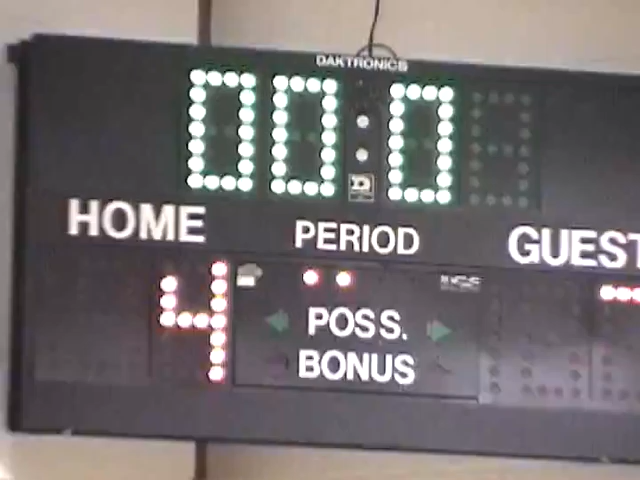 DAKTRONICS
00:0
HOME
PERIOD
GUEST
4
POSS.
BONUS